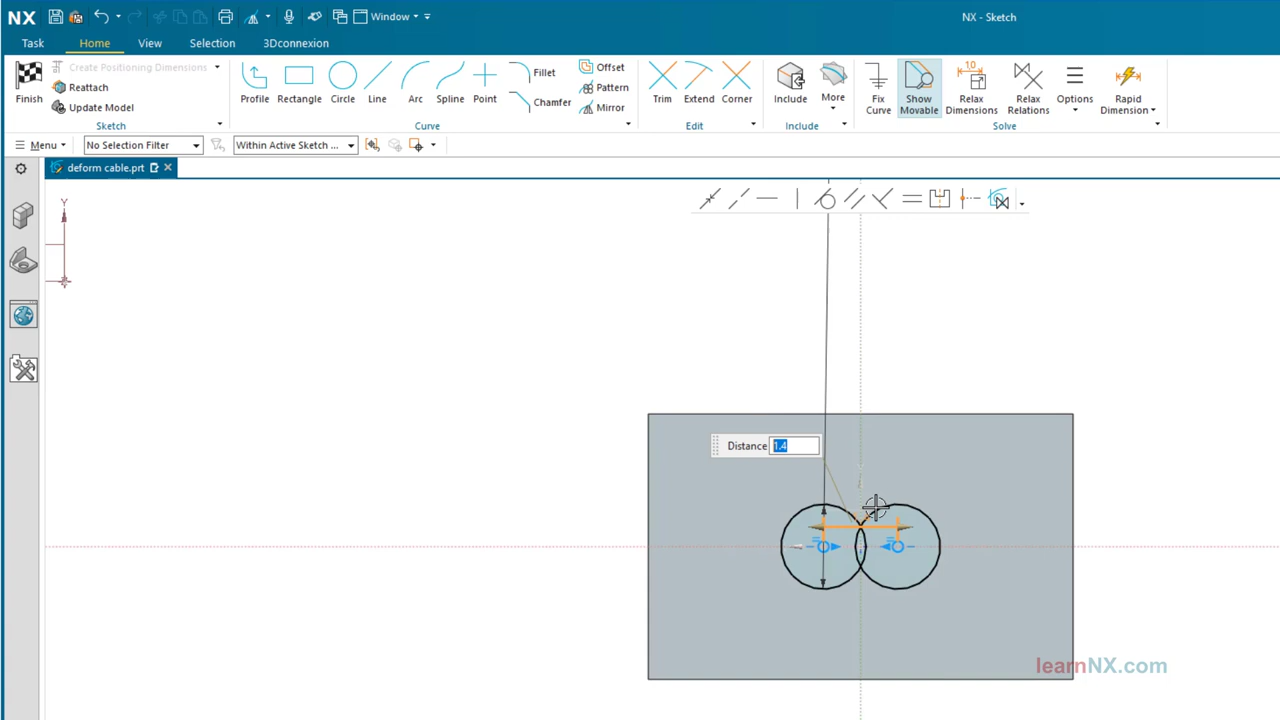 NX
Window
NX - Sketch
Task
Home
View
Selection
3Dconnexion
Finish
Create Positioning Dimensions
Reattach
Update Model
Sketch
Profile
Rectangle
Circle
Line
Arc
Spline
Point
Fillet
Chamfer
Offset
Pattern
Mirror
Curve
Trim
Extend
Corner
Edit
Include
More
Include
Fix
Curve
Show
Movable
10
Relax
Dimensions
Relax
Relations
Options
Rapid
Dimension
Solve
Menu
No Selection Filter
Within Active Sketch ...
deform cable.prt
Y
Distance 1.4
learnNX.com